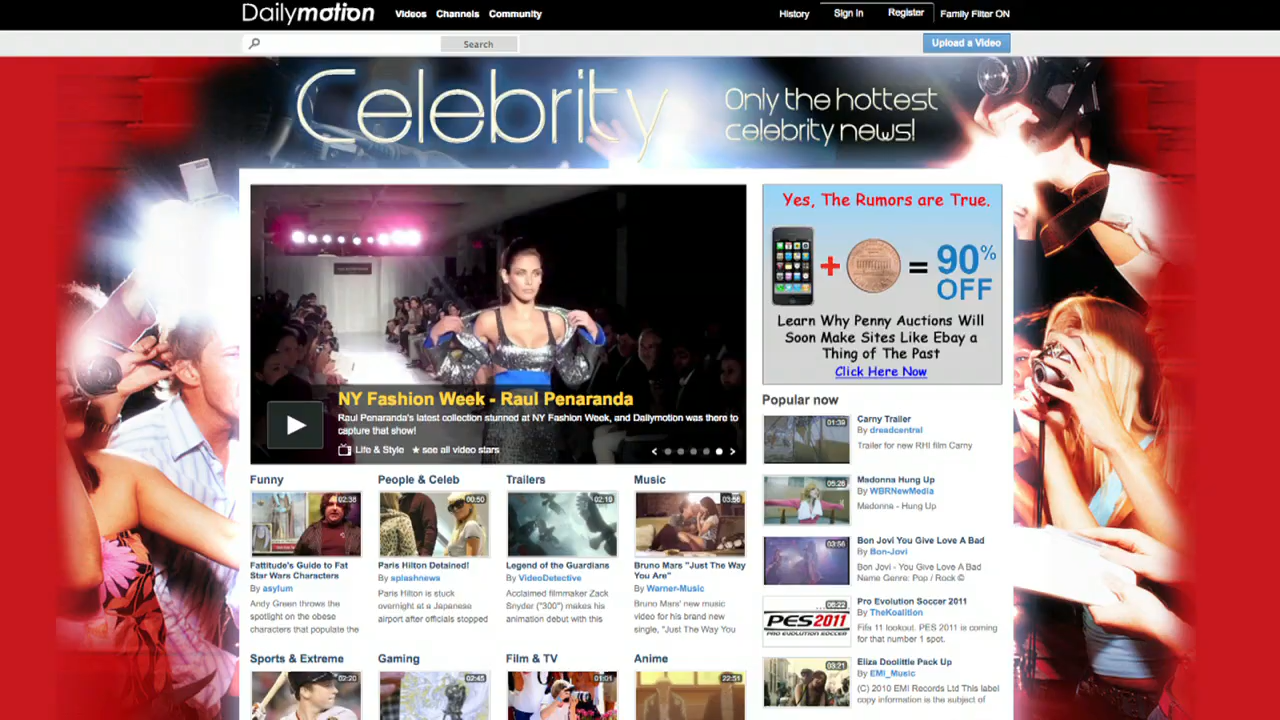 Dailymotion
Videos Channels Community
History Sign In Register Family Filter ON
Search
Upload a Video
Celebrity
Only the hottest
celebrity news!
Yes, The Rumors are True.
+ = 90%
OFF
Learn Why Penny Auctions Will
Soon Make Sites Like Ebay a
Thing of The Past
Click Here Now
NY Fashion Week - Raul Penaranda
Raul Penaranda's latest collection stunned at NY Fashion Week, and Dailymotion was there to
capture that show!
Life & Style ★ see all video stars
Popular now
01:39
Carny Trailer
By dreadcentral
Trailer for new RHI film Carny
05:26
Madonna Hung Up
By WBRNewMedia
Madonna - Hung Up
03:56
Bon Jovi You Give Love A Bad
By Bon-Jovi
Bon Jovi - You Give Love A Bad
Name Genre: Pop / Rock ©
06:22
PES 2011
PRO EVOLUTION SOCCER
Pro Evolution Soccer 2011
By TheKoalition
Fifa 11 lookout. PES 2011 is coming
for that number 1 spot.
03:21
Eliza Doolittle Pack Up
By EMI_Music
(C) 2010 EMI Records Ltd This label
copy information is the subject of
Funny
02:38
Fattitude's Guide to Fat
Star Wars Characters
By asylum
Andy Green throws the
spotlight on the obese
characters that populate the
People & Celeb
00:50
Paris Hilton Detained!
By splashnews
Paris Hilton is stuck
overnight at a Japanese
airport after officials stopped
Trailers
02:19
Legend of the Guardians
By VideoDetective
Acclaimed filmmaker Zack
Snyder ("300") makes his
animation debut with this
Music
03:56
Bruno Mars "Just The Way
You Are"
By Warner-Music
Bruno Mars' new music
video for his brand new
single, "Just The Way You
Sports & Extreme
02:20
Gaming
02:45
Film & TV
01:01
Anime
22:51